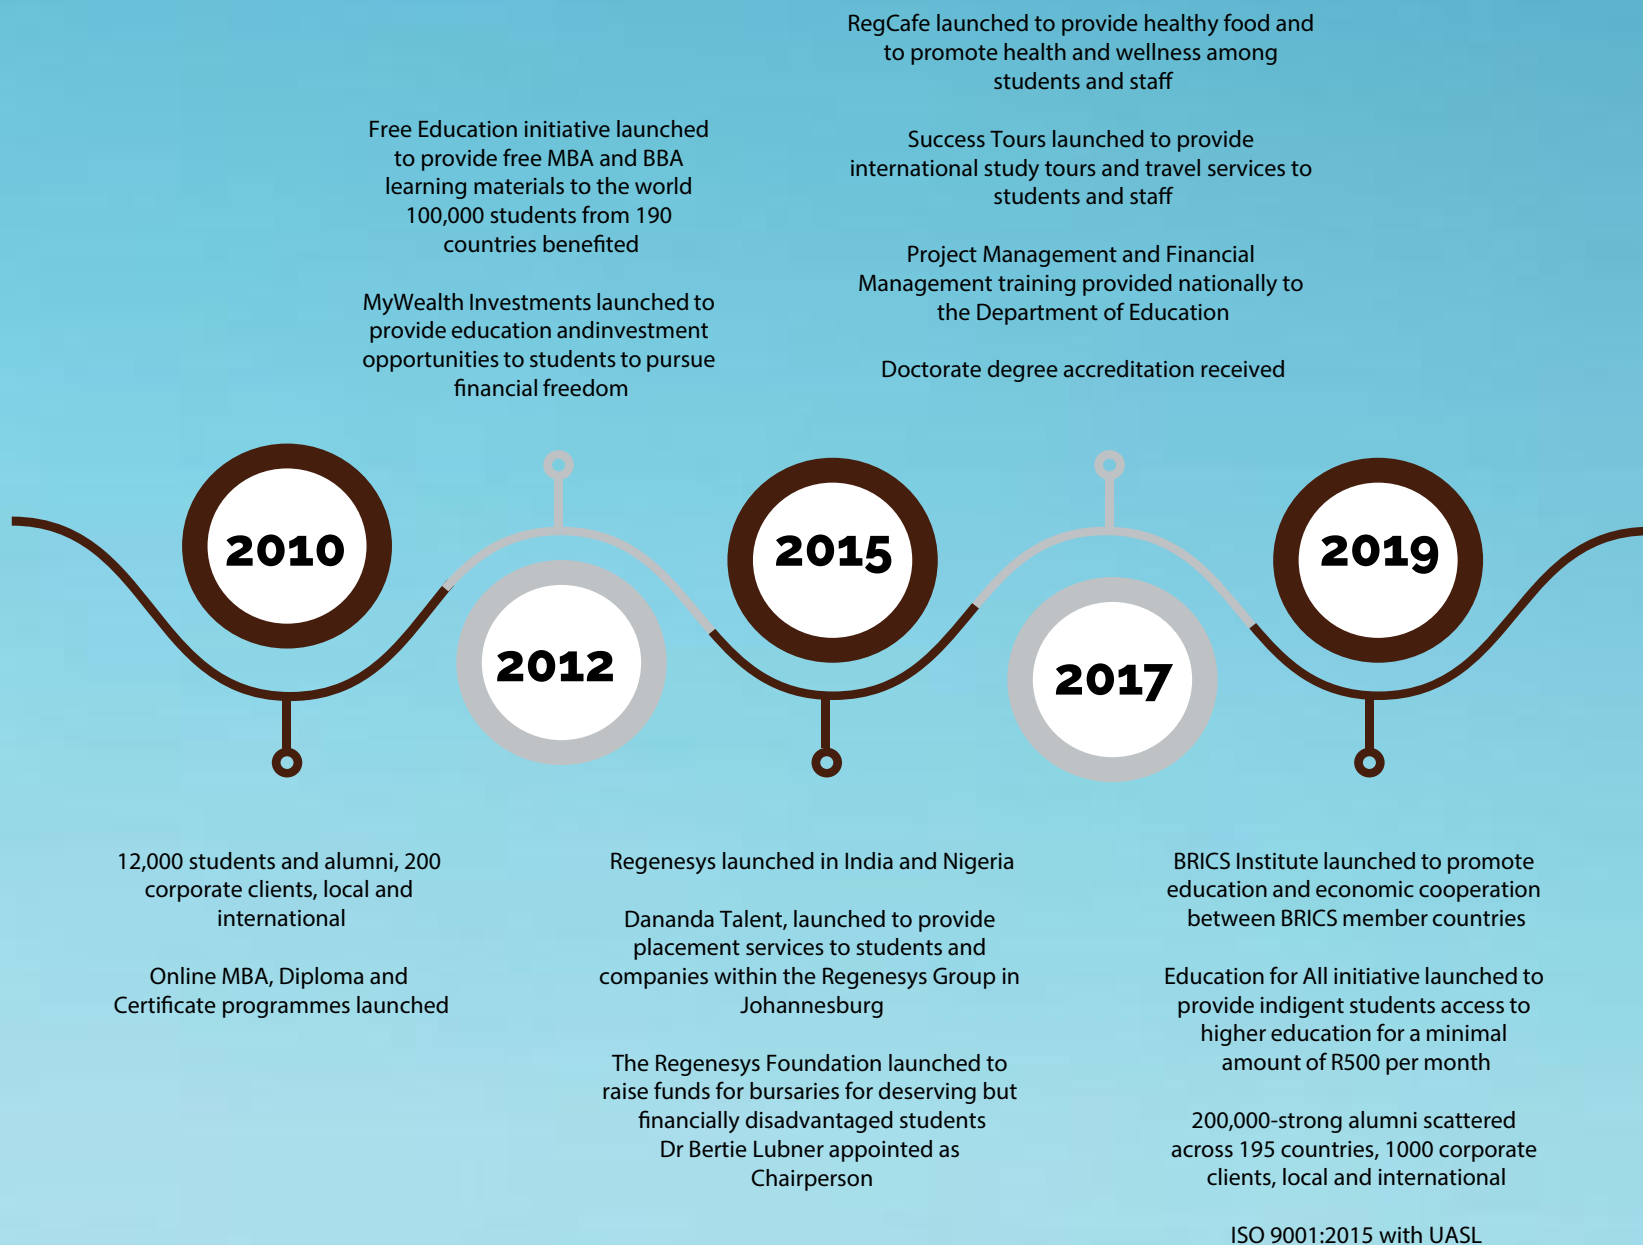 RegCafe launched to provide healthy food and
to promote health and wellness among
students and staff
Success Tours launched to provide
international study tours and travel services to
students and staff
Project Management and Financial
Management training provided nationally to
the Department of Education
Doctorate degree accreditation received
Free Education initiative launched
to provide free MBA and BBA
learning materials to the world
100,000 students from 190
countries benefited
MyWealth Investments launched to
provide education andinvestment
opportunities to students to pursue
financial freedom
2010
2012
2015
2017
2019
12,000 students and alumni, 200
corporate clients, local and
international
Online MBA, Diploma and
Certificate programmes launched
Regenesys launched in India and Nigeria
Dananda Talent, launched to provide
placement services to students and
companies within the Regenesys Group in
Johannesburg
The Regenesys Foundation launched to
raise funds for bursaries for deserving but
financially disadvantaged students
Dr Bertie Lubner appointed as
Chairperson
BRICS Institute launched to promote
education and economic cooperation
between BRICS member countries
Education for All initiative launched to
provide indigent students access to
higher education for a minimal
amount of R500 per month
200,000-strong alumni scattered
across 195 countries, 1000 corporate
clients, local and international
ISO 9001:2015 with UASL